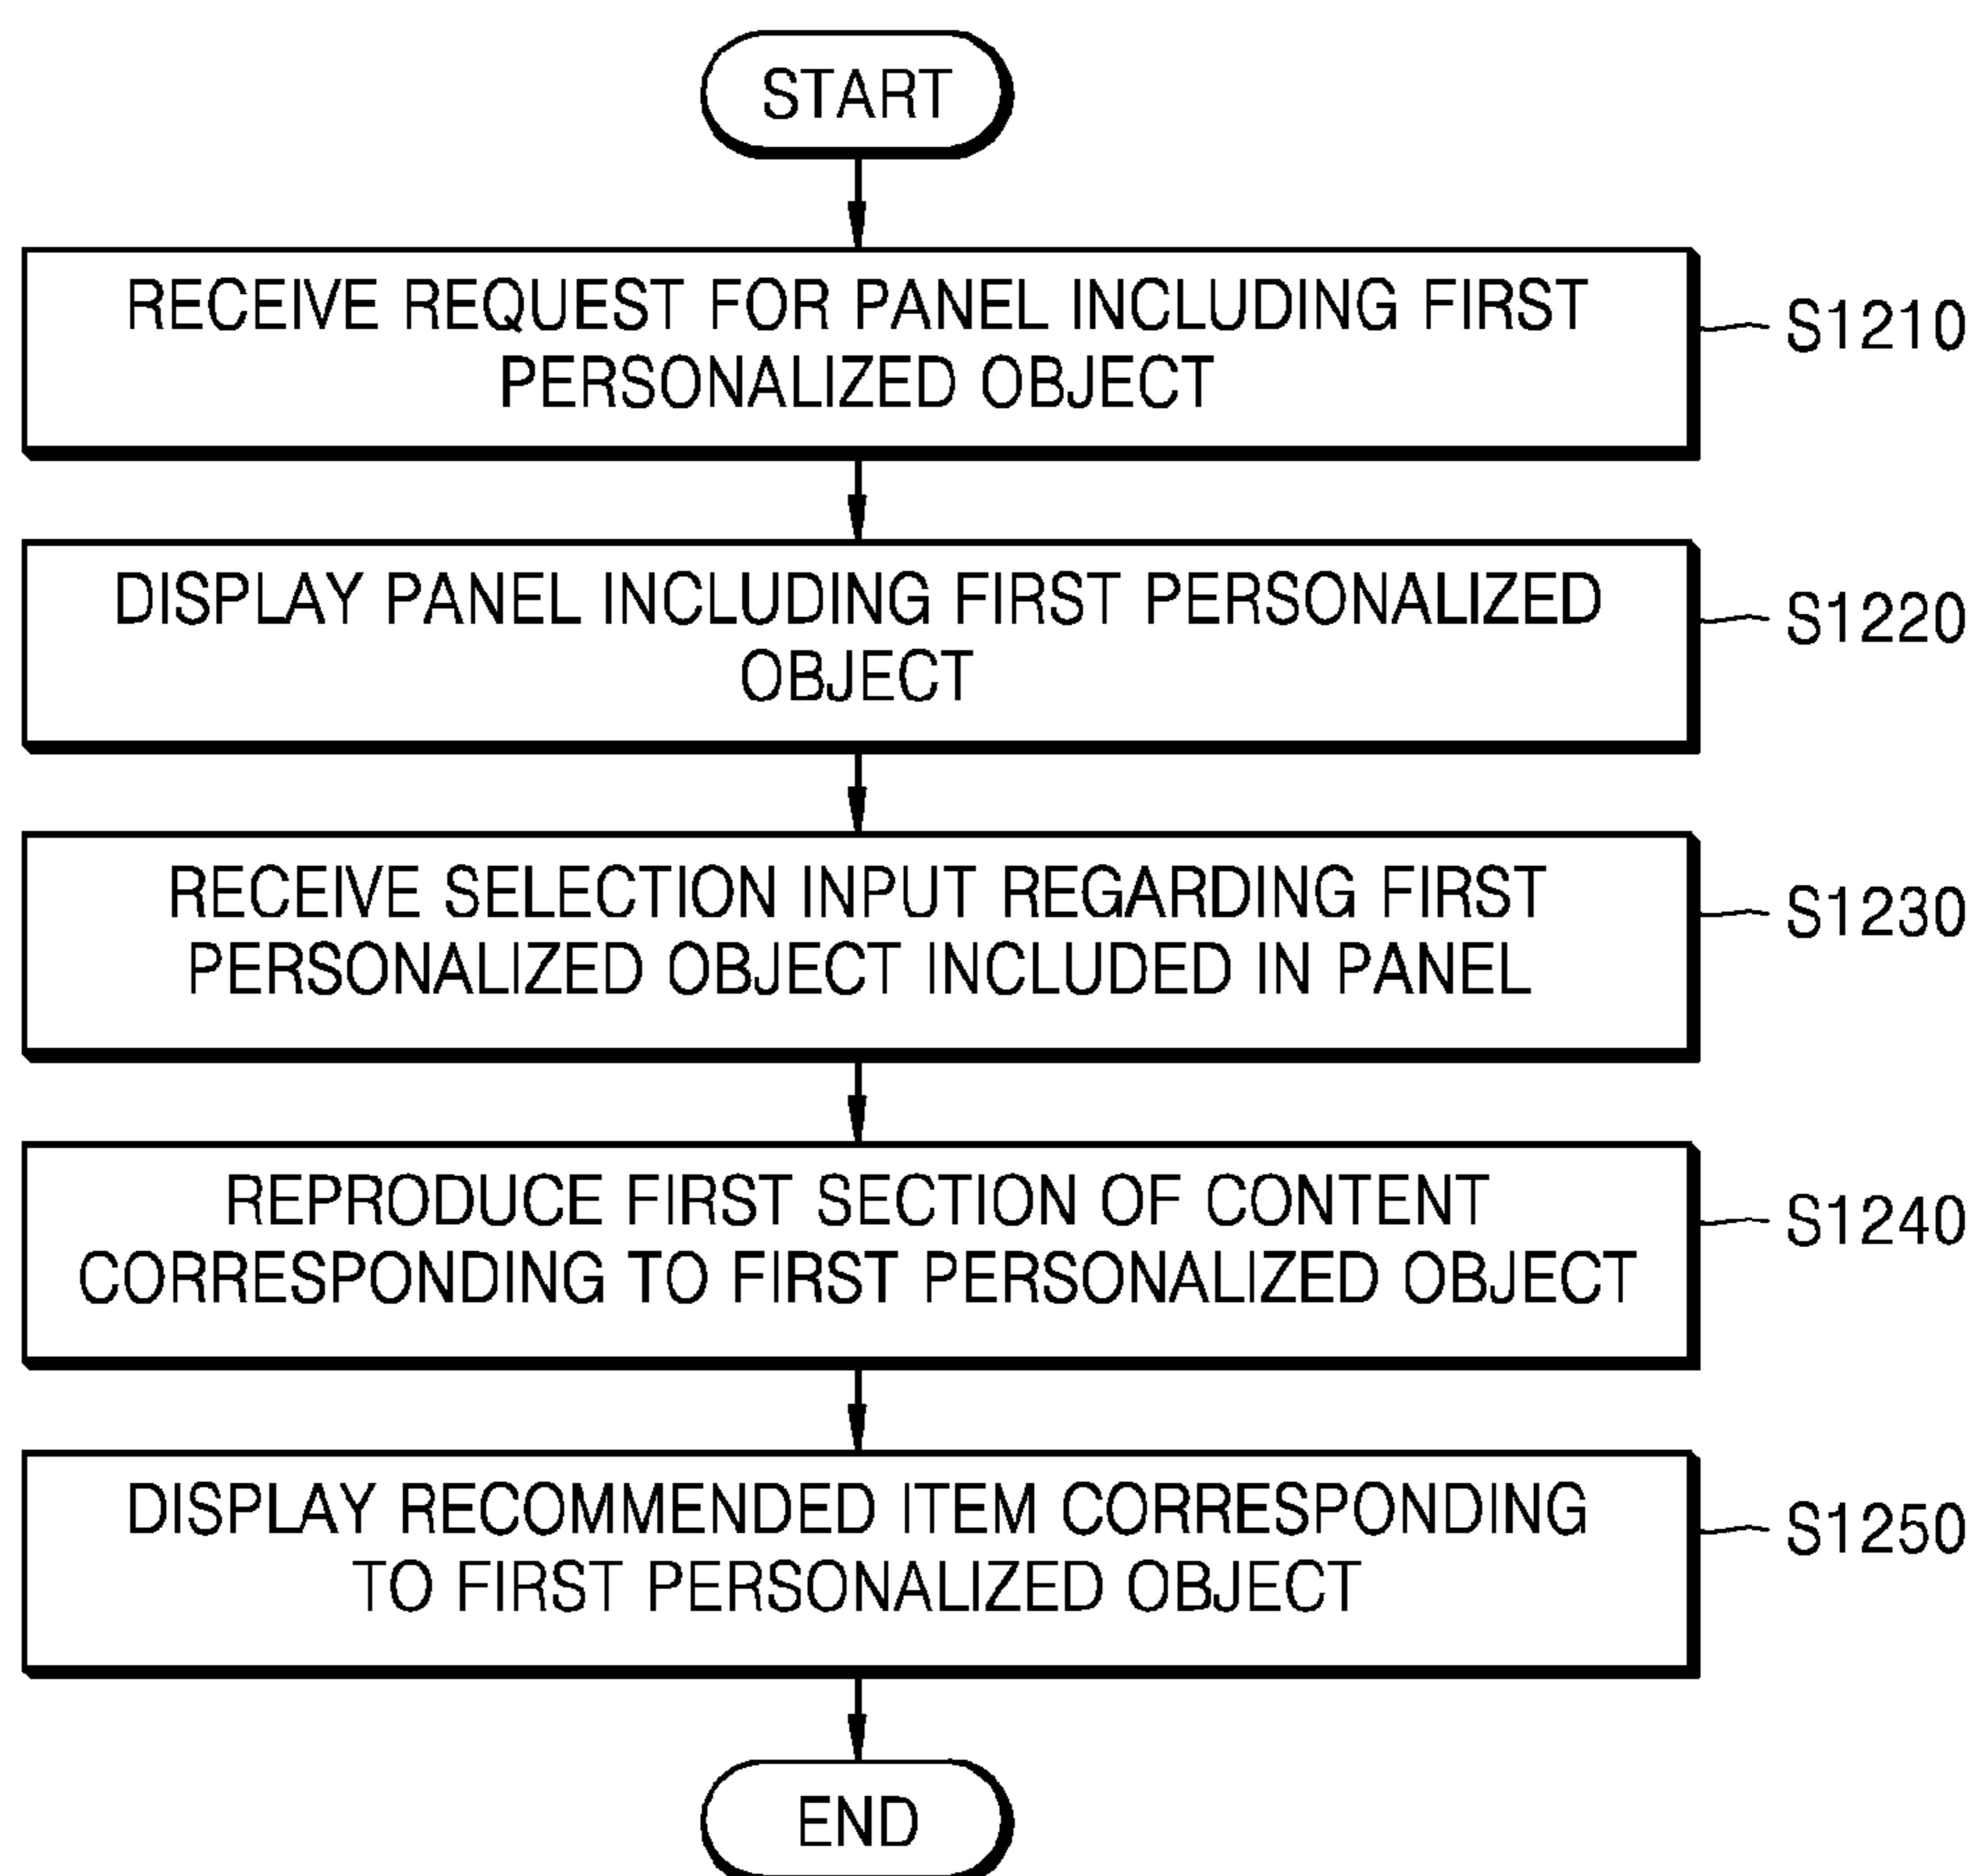 START
RECEIVE REQUEST FOR PANEL INCLUDING FIRST
PERSONALIZED OBJECT
S1210
DISPLAY PANEL INCLUDING FIRST PERSONALIZED
OBJECT
S1220
RECEIVE SELECTION INPUT REGARDING FIRST
PERSONALIZED OBJECT INCLUDED IN PANEL
S1230
REPRODUCE FIRST SECTION OF CONTENT
CORRESPONDING TO FIRST PERSONALIZED OBJECT
S1240
DISPLAY RECOMMENDED ITEM CORRESPONDING
TO FIRST PERSONALIZED OBJECT
S1250
END